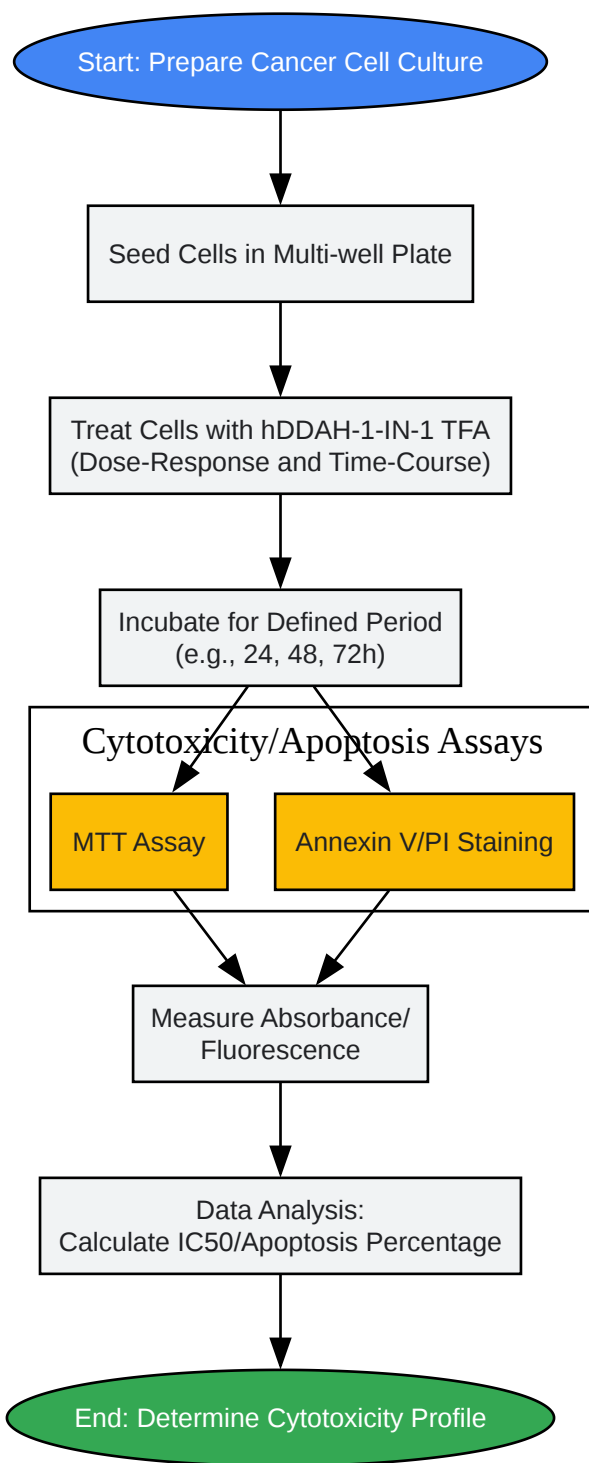 Start: Prepare Cancer Cell Culture
Seed Cells in Multi-well Plate
Treat Cells with hDDAH-1-IN-1 TFA
(Dose-Response and Time-Course)
Incubate for Defined Period
(e.g., 24, 48, 72h)
Cytotoxicity/Apoptosis Assays
MTT Assay
Annexin V/PI Staining
Measure Absorbance/
Fluorescence
Data Analysis:
Calculate IC50/Apoptosis Percentage
End: Determine Cytotoxicity Profile